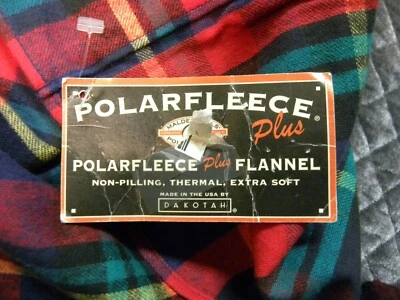 POLARFLEECE®
Plus
POLARFLEECE Plus FLANNEL
NON-PILLING, THERMAL, EXTRA SOFT
MADE IN THE USA BY
DAKOTAH®